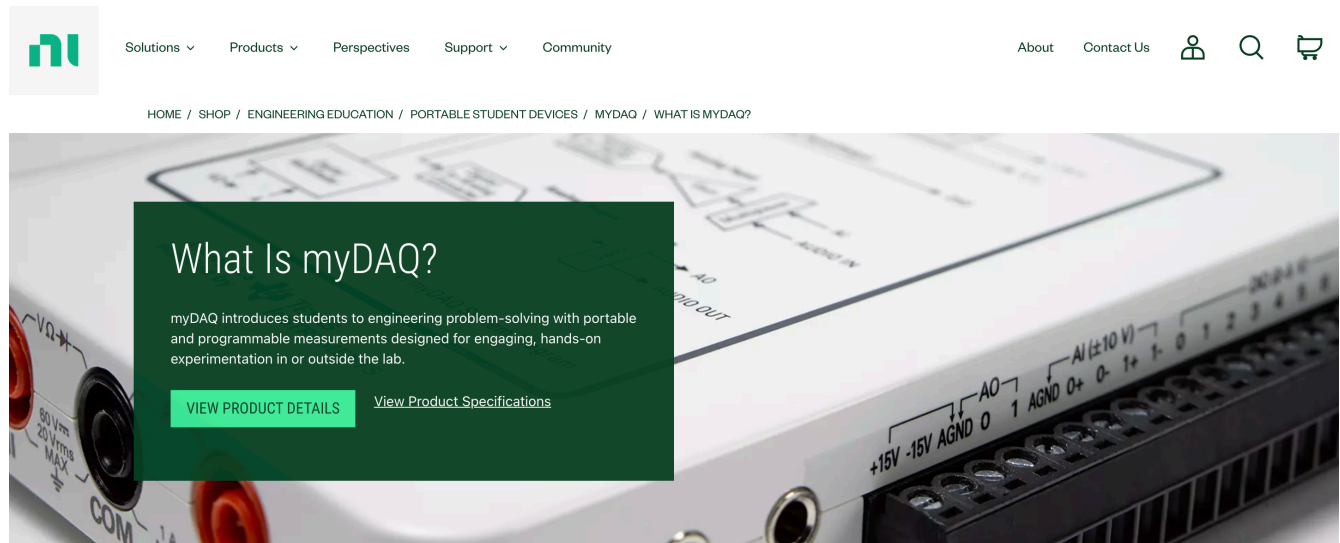 ni
Solutions
Products
Perspectives
Support
Community
About
Contact Us
HOME / SHOP / ENGINEERING EDUCATION / PORTABLE STUDENT DEVICES / MYDAQ / WHAT IS MYDAQ?
What Is myDAQ?
myDAQ introduces students to engineering problem-solving with portable
and programmable measurements designed for engaging, hands-on
experimentation in or outside the lab.
VIEW PRODUCT DETAILS
View Product Specifications
AI
AUDIO IN
AO
AUDIO OUT
VΩ
60 V
20 Vrms
MAX
COM
1 A
AO
AI (±10 V)
+15V -15V AGND 0 1 AGND 0+ 0- 1+ 1- 0 1 2 3 4 5 6